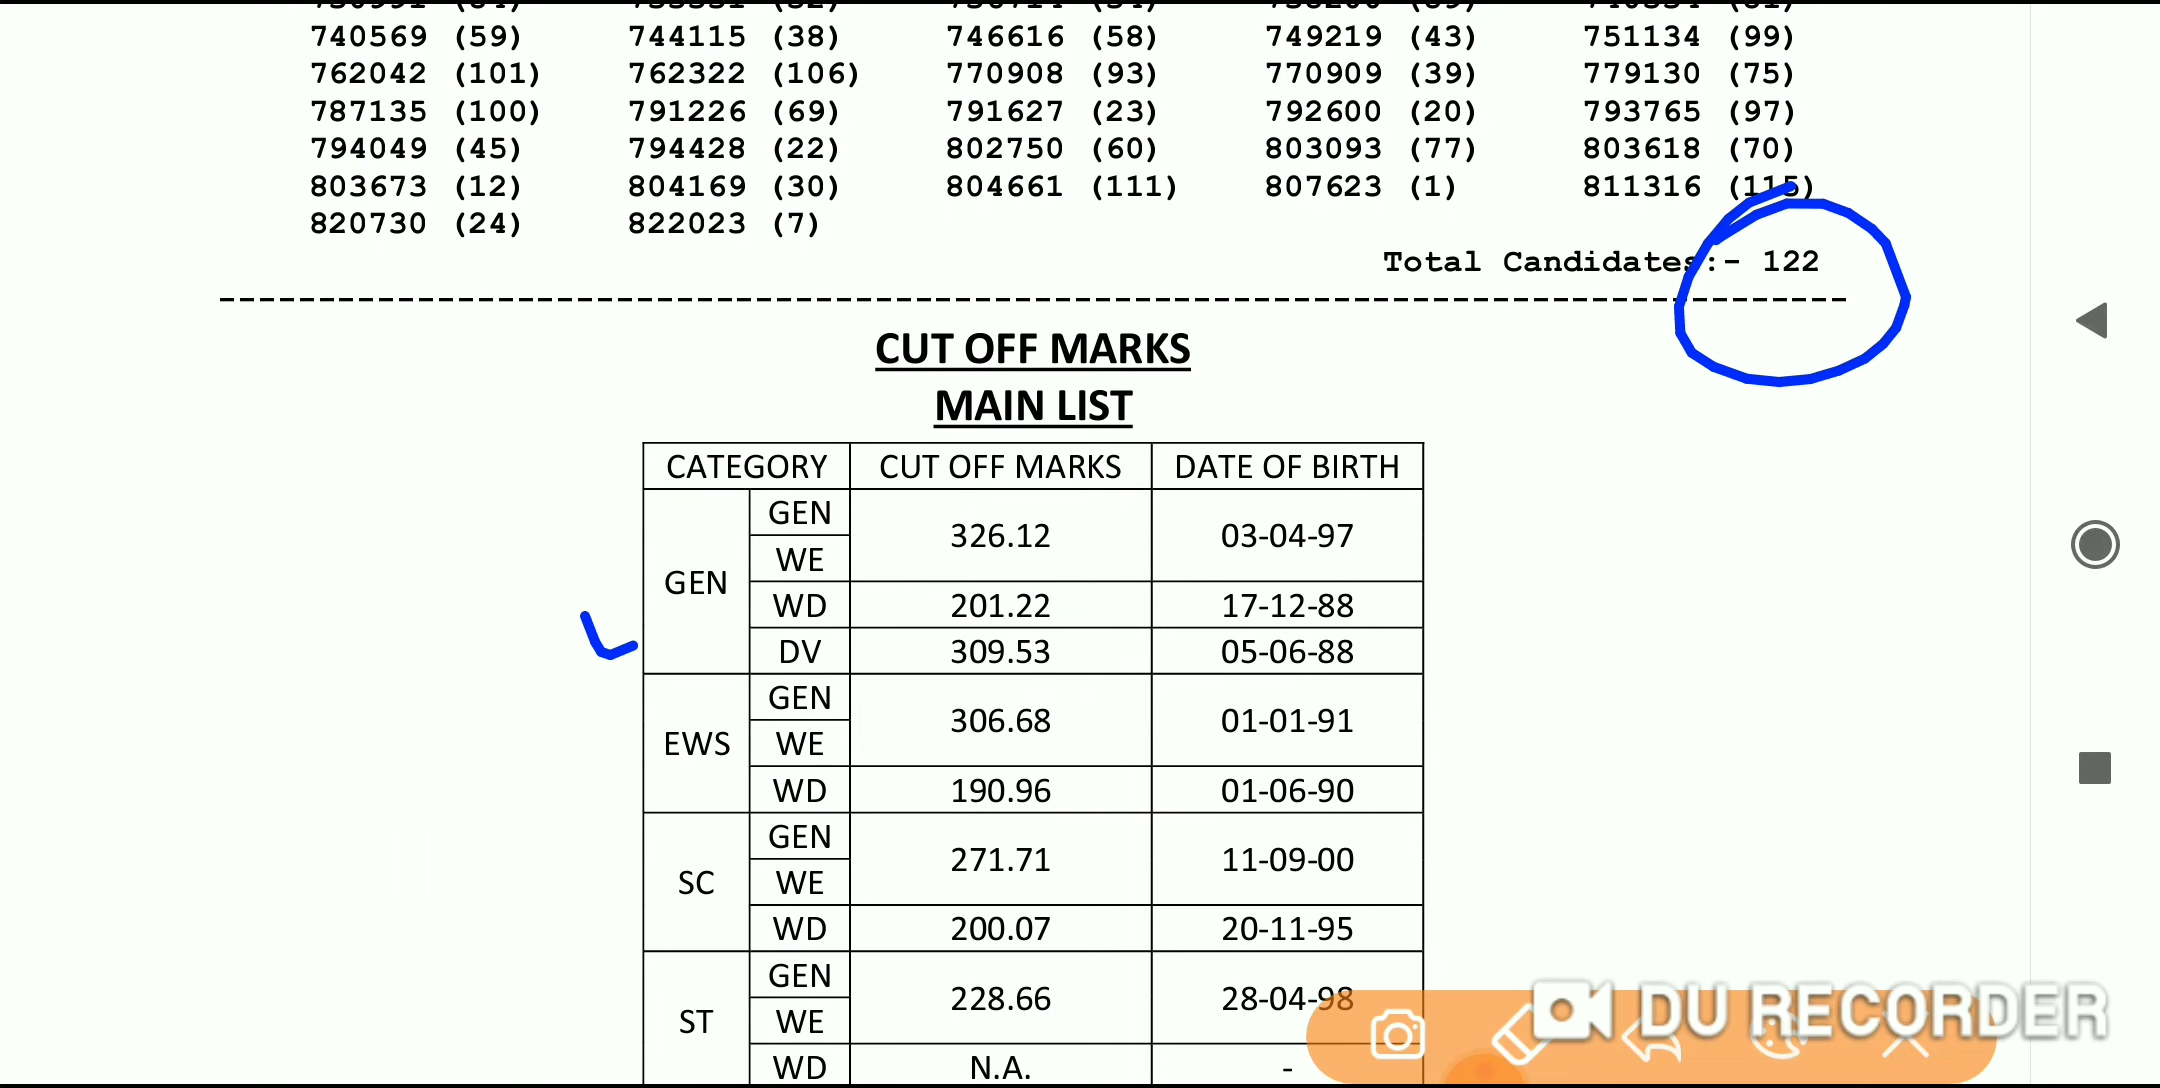 740569 (59) 744115 (38) 746616 (58) 749219 (43) 751134 (99)
762042 (101) 762322 (106) 770908 (93) 770909 (39) 779130 (75)
787135 (100) 791226 (69) 791627 (23) 792600 (20) 793765 (97)
794049 (45) 794428 (22) 802750 (60) 803093 (77) 803618 (70)
803673 (12) 804169 (30) 804661 (111) 807623 (1) 811316 (115)
820730 (24) 822023 (7)
Total Candidates:- 122
CUT OFF MARKS
MAIN LIST
CATEGORY CUT OFF MARKS DATE OF BIRTH
GEN GEN 326.12 03-04-97
WE
WD 201.22 17-12-88
DV 309.53 05-06-88
EWS GEN 306.68 01-01-91
WE
WD 190.96 01-06-90
SC GEN 271.71 11-09-00
WE
WD 200.07 20-11-95
ST GEN 228.66 28-04-98
WE
WD N.A. -
DU RECORDER